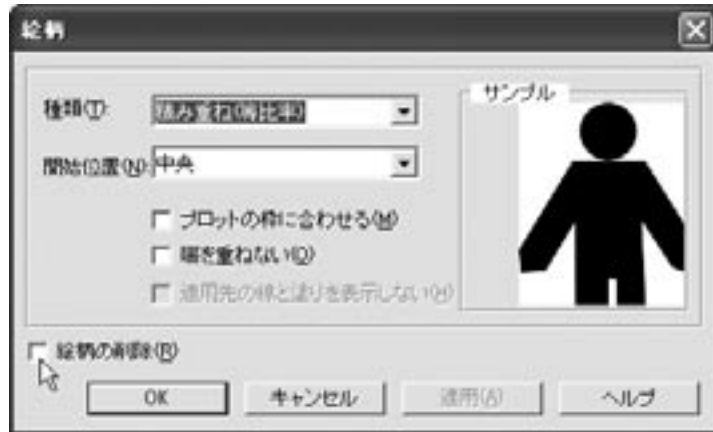 絵柄
種類(T):
積み重ね(等比率)
サンプル
開始位置(N):
中央
プロットの枠に合わせる(M)
端を重ねない(O)
適用先の枠と塗りを表示しない(H)
絵柄の削除(R)
OK
キャンセル
適用(A)
ヘルプ